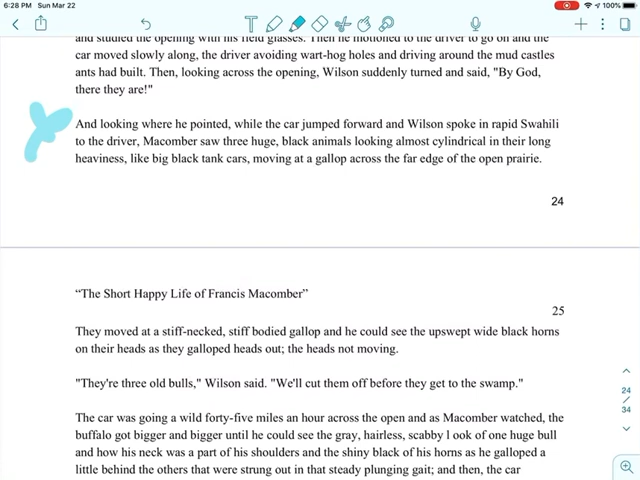 6:28 PM Sun Mar 22
100%
and studied the opening with his field glasses. Then he motioned to the driver to go on and the
car moved slowly along, the driver avoiding wart-hog holes and driving around the mud castles
ants had built. Then, looking across the opening, Wilson suddenly turned and said, "By God,
there they are!"
And looking where he pointed, while the car jumped forward and Wilson spoke in rapid Swahili
to the driver, Macomber saw three huge, black animals looking almost cylindrical in their long
heaviness, like big black tank cars, moving at a gallop across the far edge of the open prairie.
24
“The Short Happy Life of Francis Macomber”
25
They moved at a stiff-necked, stiff bodied gallop and he could see the upswept wide black horns
on their heads as they galloped heads out; the heads not moving.
"They're three old bulls," Wilson said. "We'll cut them off before they get to the swamp."
The car was going a wild forty-five miles an hour across the open and as Macomber watched, the
buffalo got bigger and bigger until he could see the gray, hairless, scabby l ook of one huge bull
and how his neck was a part of his shoulders and the shiny black of his horns as he galloped a
little behind the others that were strung out in that steady plunging gait; and then, the car
24
/
34